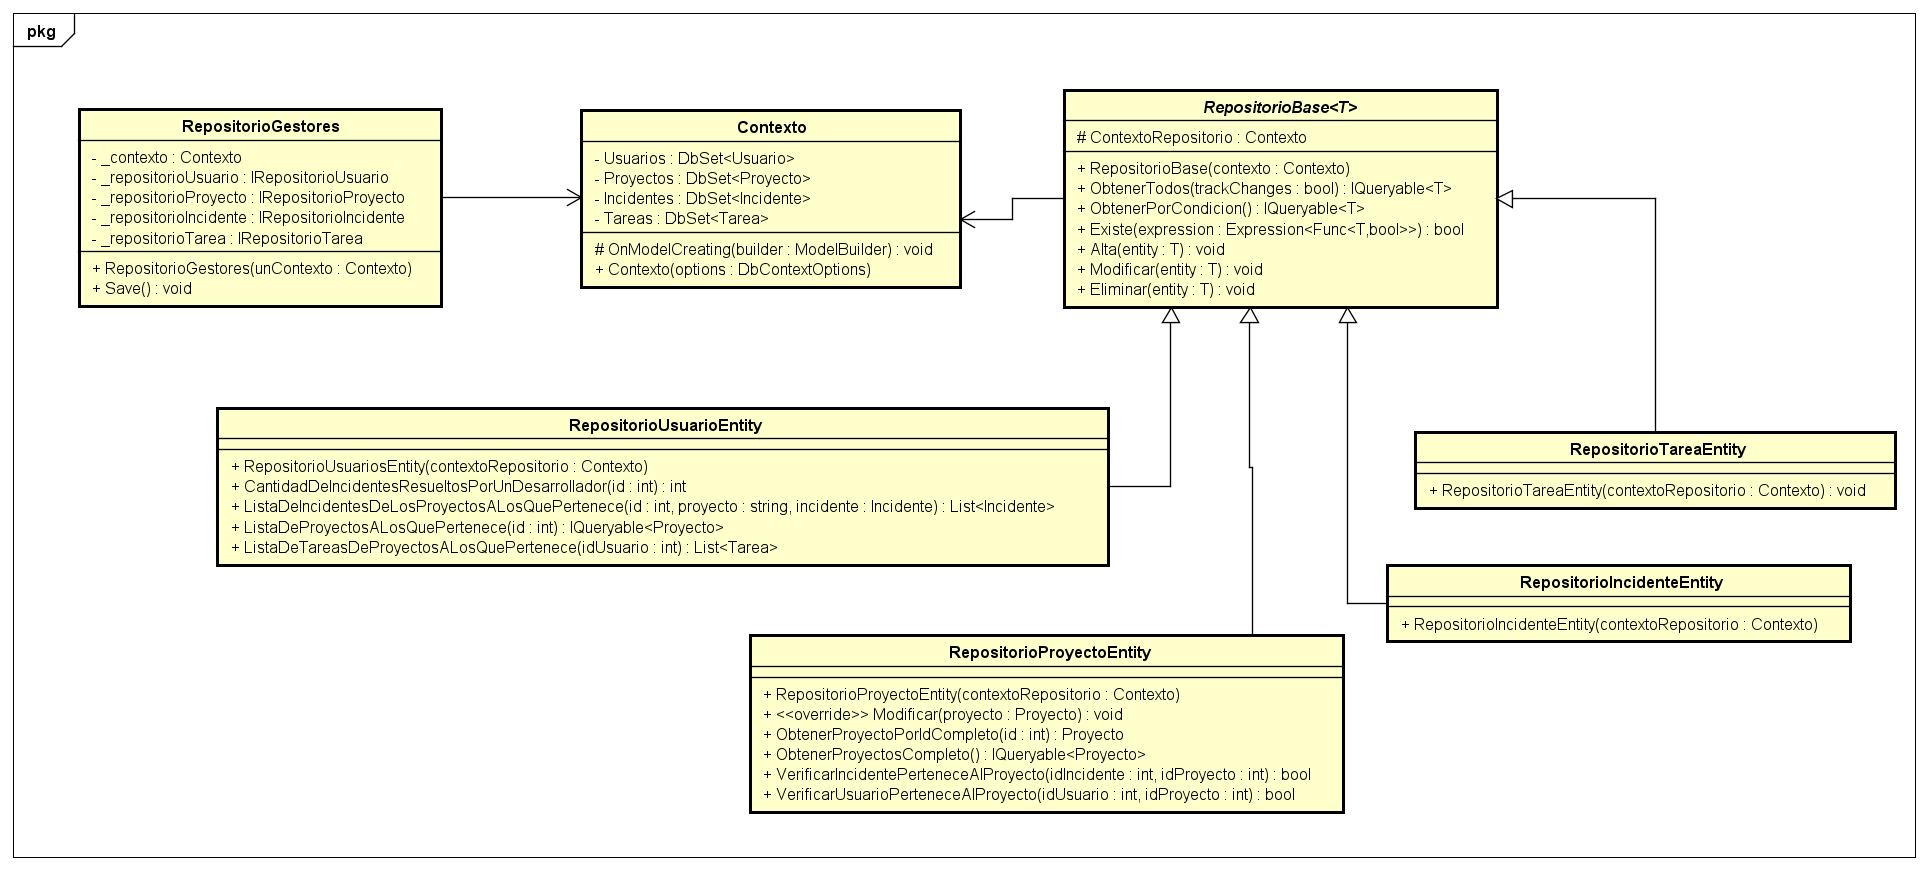 pkg
RepositorioGestores
- _contexto : Contexto
- _repositorioUsuario : IRepositorioUsuario
- _repositorioProyecto : IRepositorioProyecto
- _repositorioIncidente : IRepositorioIncidente
- _repositorioTarea : IRepositorioTarea
+ RepositorioGestores(unContexto : Contexto)
+ Save() : void
Contexto
- Usuarios : DbSet<Usuario>
- Proyectos : DbSet<Proyecto>
- Incidentes : DbSet<Incidente>
- Tareas : DbSet<Tarea>
# OnModelCreating(builder : ModelBuilder) : void
+ Contexto(options : DbContextOptions)
RepositorioBase<T>
# ContextoRepositorio : Contexto
+ RepositorioBase(contexto : Contexto)
+ ObtenerTodos(trackChanges : bool) : IQueryable<T>
+ ObtenerPorCondicion() : IQueryable<T>
+ Existe(expression : Expression<Func<T,bool>>) : bool
+ Alta(entity : T) : void
+ Modificar(entity : T) : void
+ Eliminar(entity : T) : void
RepositorioUsuarioEntity
+ RepositorioUsuariosEntity(contextoRepositorio : Contexto)
+ CantidadDeIncidentesResueltosPorUnDesarrollador(id : int) : int
+ ListaDeIncidentesDeLosProyectosALosQuePertenece(id : int, proyecto : string, incidente : Incidente) : List<Incidente>
+ ListaDeProyectosALosQuePertenece(id : int) : IQueryable<Proyecto>
+ ListaDeTareasDeProyectosALosQuePertenece(idUsuario : int) : List<Tarea>
RepositorioTareaEntity
+ RepositorioTareaEntity(contextoRepositorio : Contexto) : void
RepositorioIncidenteEntity
+ RepositorioIncidenteEntity(contextoRepositorio : Contexto)
RepositorioProyectoEntity
+ RepositorioProyectoEntity(contextoRepositorio : Contexto)
+ <<override>> Modificar(proyecto : Proyecto) : void
+ ObtenerProyectoPorIdCompleto(id : int) : Proyecto
+ ObtenerProyectosCompleto() : IQueryable<Proyecto>
+ VerificarIncidentePerteneceAlProyecto(idIncidente : int, idProyecto : int) : bool
+ VerificarUsuarioPerteneceAlProyecto(idUsuario : int, idProyecto : int) : bool